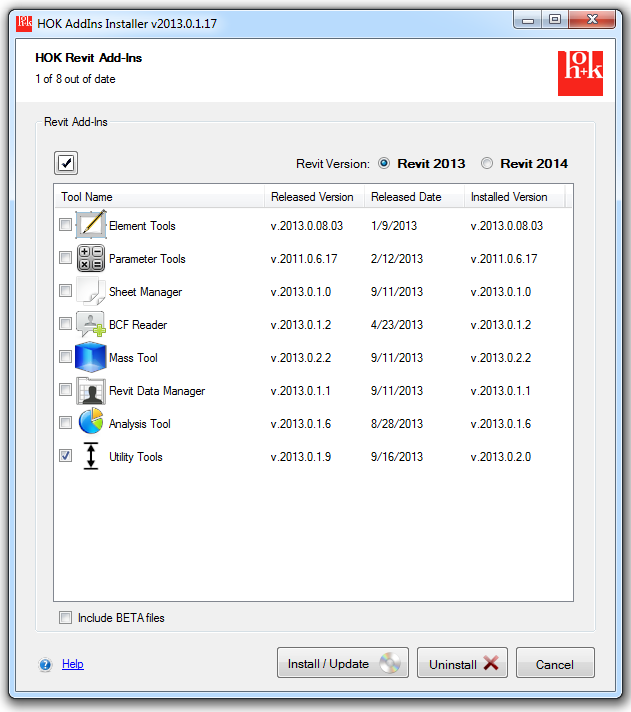 HOK AddIns Installer v2013.0.1.17
HOK Revit Add-Ins
1 of 8 out of date
ho
h+k
Revit Add-Ins
Revit Version: Revit 2013 Revit 2014
Tool Name Released Version Released Date Installed Version
Element Tools v.2013.0.08.03 1/9/2013 v.2013.0.08.03
Parameter Tools v.2011.0.6.17 2/12/2013 v.2011.0.6.17
Sheet Manager v.2013.0.1.0 9/11/2013 v.2013.0.1.0
BCF Reader v.2013.0.1.2 4/23/2013 v.2013.0.1.2
Mass Tool v.2013.0.2.2 9/11/2013 v.2013.0.2.2
Revit Data Manager v.2013.0.1.1 9/11/2013 v.2013.0.1.1
Analysis Tool v.2013.0.1.6 8/28/2013 v.2013.0.1.6
Utility Tools v.2013.0.1.9 9/16/2013 v.2013.0.2.0
Include BETA files
Help Install / Update Uninstall Cancel